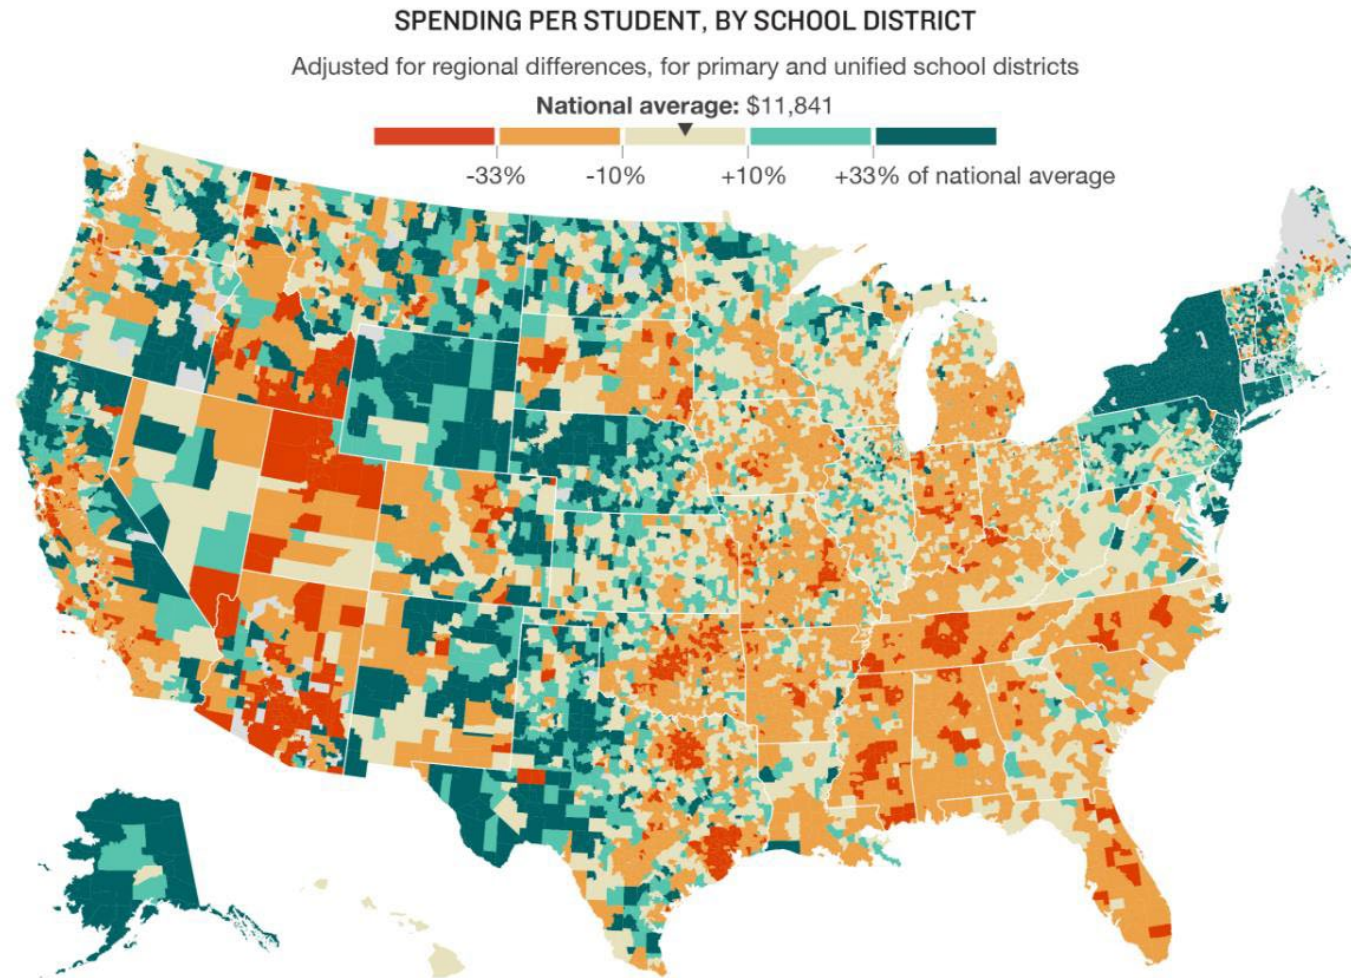 SPENDING PER STUDENT, BY SCHOOL DISTRICT
Adjusted for regional differences, for primary and unified school districts
National average: $11,841
-33% -10% +10% +33% of national average